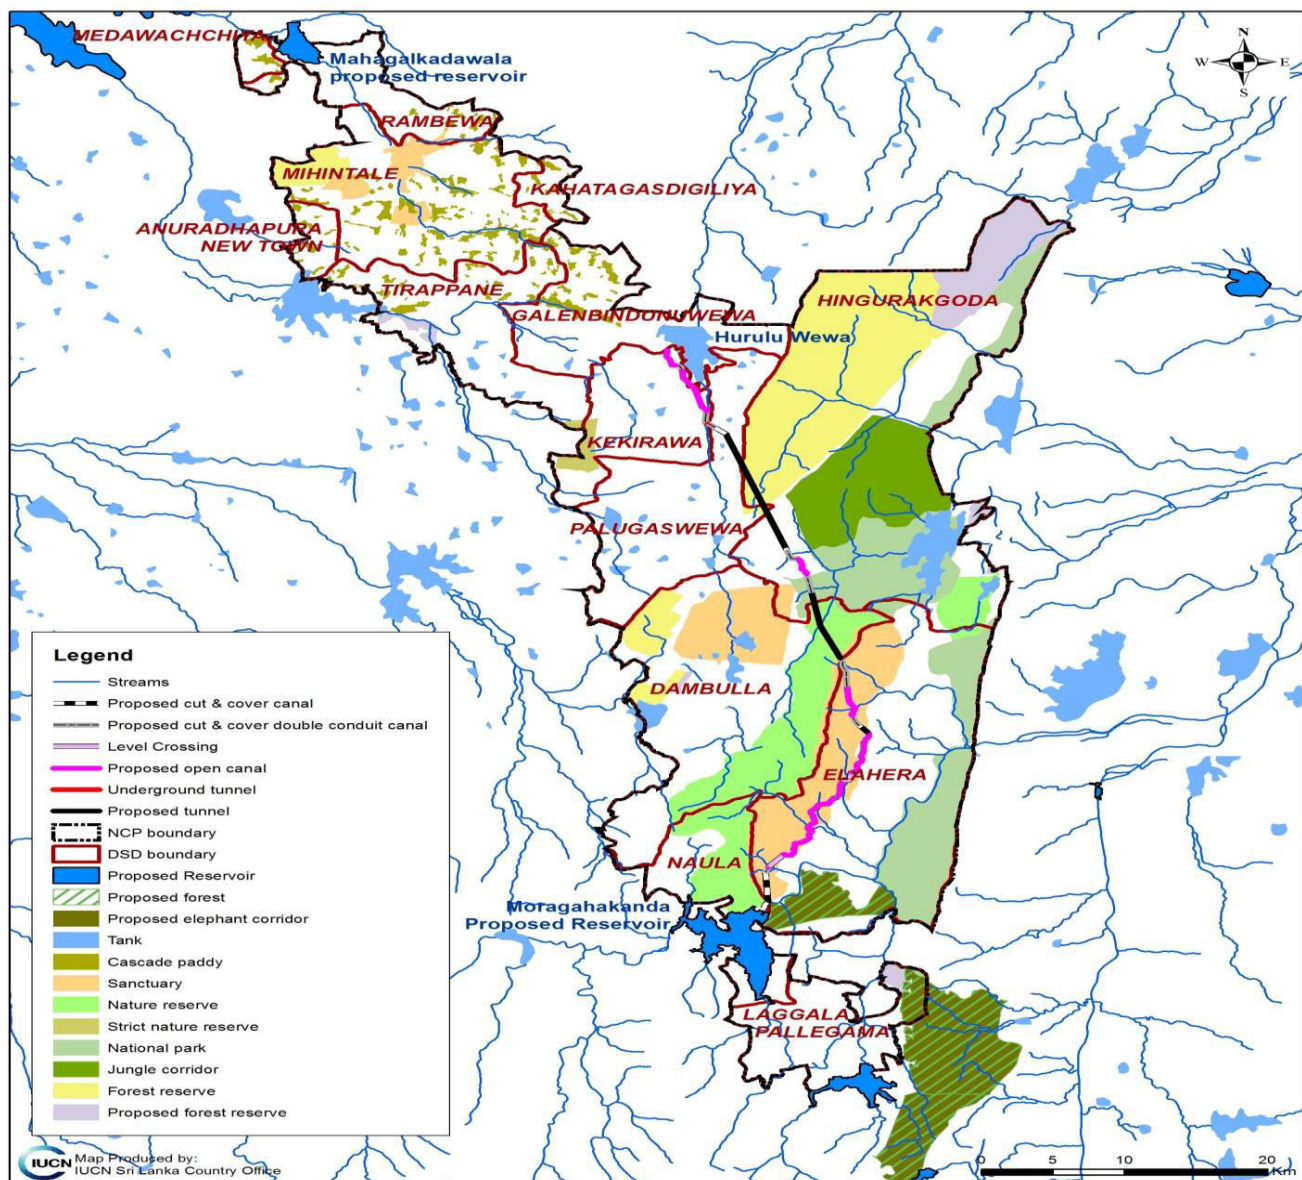 MEDAWACHCHITA
Mahagalkadawala
proposed reservoir
N
W
E
S
RAMBEWA
MIHINTALE
KAHATAGASDIGILIYA
ANURADHAPURA
NEW TOWN
TIRAPPANE
HINGURAKGODA
GALENBINDUNUWEWA
Hurulu Wewa
KEKIRAWA
PALUGASWEWA
DAMBULLA
ELAHERA
NAULA
Moragahakanda
Proposed Reservoir
LAGGALA
PALLEGAMA
Legend
Streams
Proposed cut & cover canal
Proposed cut & cover double conduit canal
Level Crossing
Proposed open canal
Underground tunnel
Proposed tunnel
NCP boundary
DSD boundary
Proposed Reservoir
Proposed forest
Proposed elephant corridor
Tank
Cascade paddy
Sanctuary
Nature reserve
Strict nature reserve
National park
Jungle corridor
Forest reserve
Proposed forest reserve
IUCN
Map Produced by:
IUCN Sri Lanka Country Office
0 5 10 20
Km